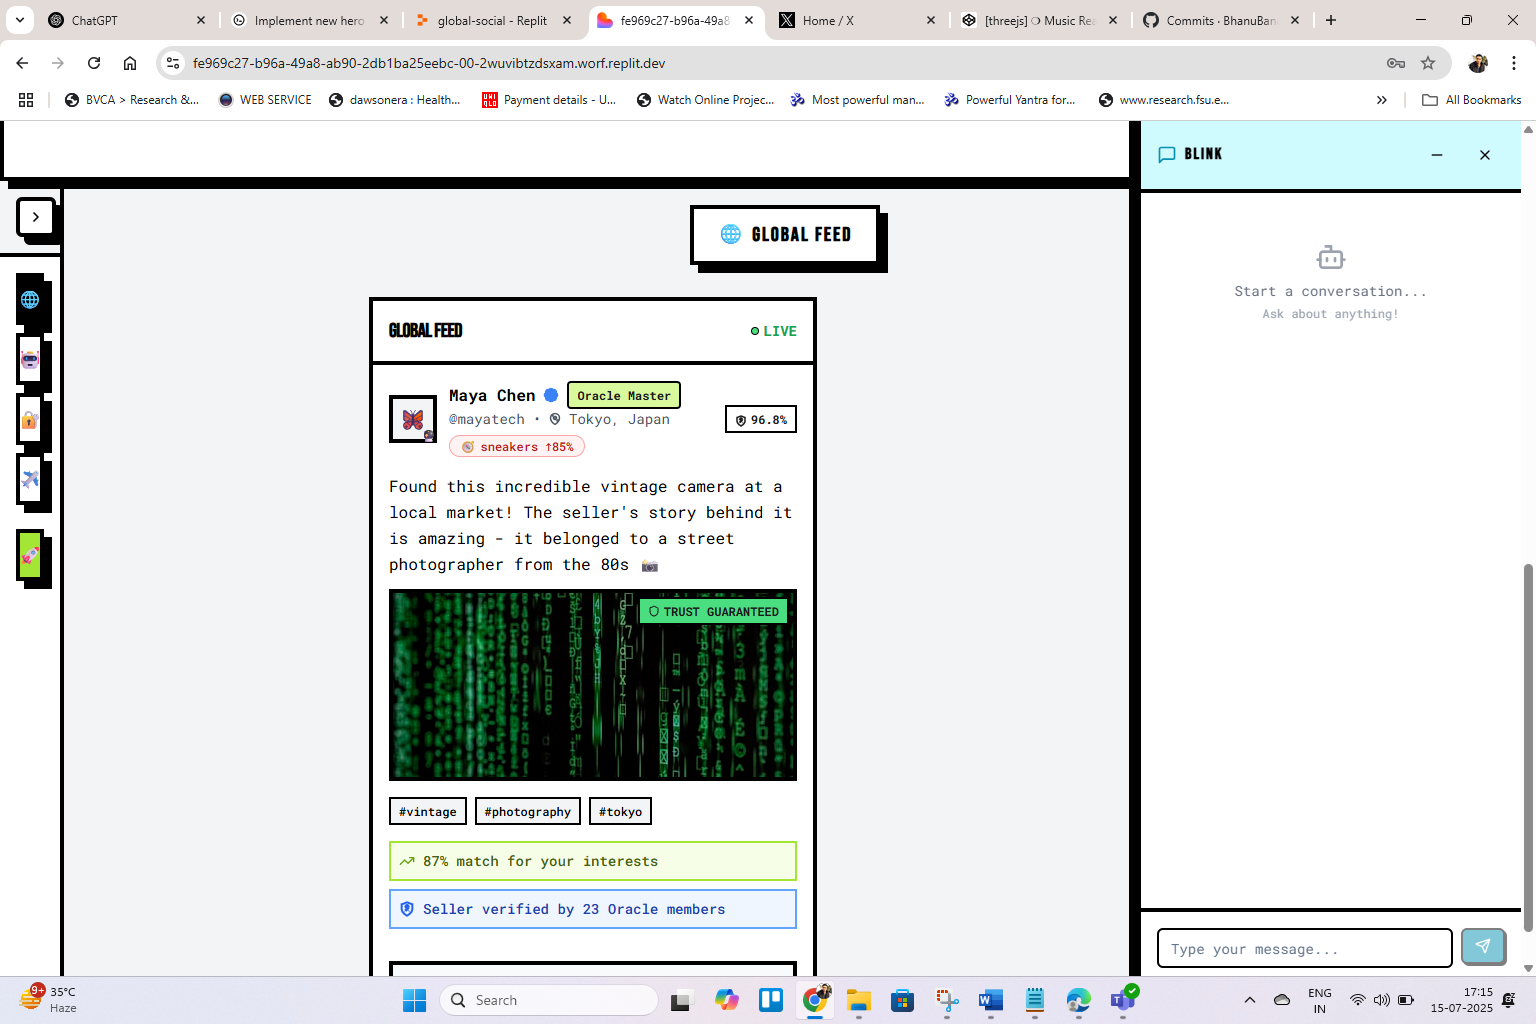 ChatGPT
Implement new hero
global-social - Replit
fe969c27-b96a-49a8
Home / X
[threejs] ❍ Music Rea
Commits · BhanuBan
fe969c27-b96a-49a8-ab90-2db1ba25eebc-00-2wuvibtzdsxam.worf.replit.dev
BVCA > Research &...
WEB SERVICE
dawsonera : Health...
Payment details - U...
Watch Online Projec...
Most powerful man...
Powerful Yantra for...
www.research.fsu.e...
All Bookmarks
BLINK
GLOBAL FEED
Start a conversation...
Ask about anything!
GLOBAL FEED
LIVE
Maya Chen
Oracle Master
@mayatech • Tokyo, Japan
96.8%
sneakers ↑85%
Found this incredible vintage camera at a
local market! The seller's story behind it
is amazing - it belonged to a street
photographer from the 80s
TRUST GUARANTEED
#vintage
#photography
#tokyo
87% match for your interests
Seller verified by 23 Oracle members
Type your message...
9+
35°C
Haze
Search
ENG
IN
17:15
15-07-2025